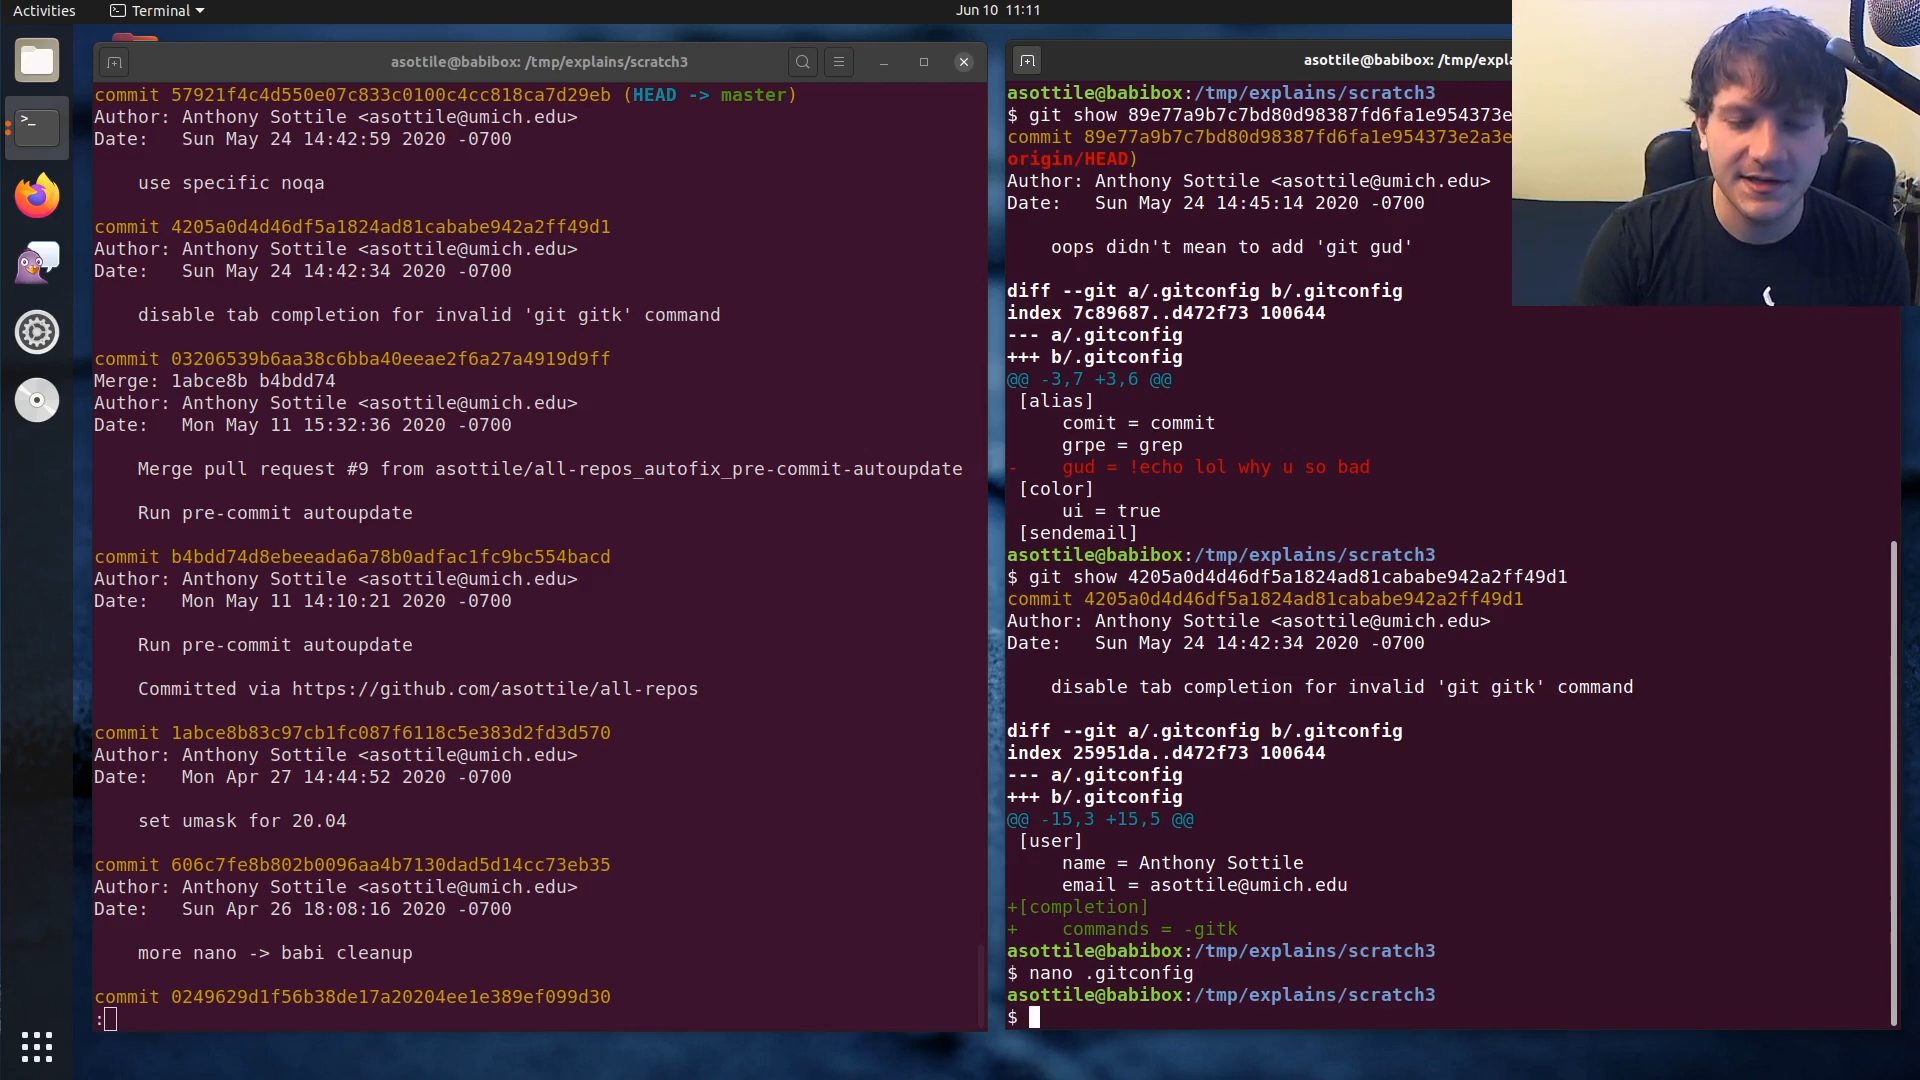 Activities
Terminal
Jun 10 11:11
asottile@babibox: /tmp/explains/scratch3
commit 57921f4c4d550e07c833c0100c4cc818ca7d29eb (HEAD -> master)
Author: Anthony Sottile <asottile@umich.edu>
Date:   Sun May 24 14:42:59 2020 -0700
use specific noqa
commit 4205a0d4d46df5a1824ad81cababe942a2ff49d1
Author: Anthony Sottile <asottile@umich.edu>
Date:   Sun May 24 14:42:34 2020 -0700
disable tab completion for invalid 'git gitk' command
commit 03206539b6aa38c6bba40eeae2f6a27a4919d9ff
Merge: 1abce8b b4bdd74
Author: Anthony Sottile <asottile@umich.edu>
Date:   Mon May 11 15:32:36 2020 -0700
Merge pull request #9 from asottile/all-repos_autofix_pre-commit-autoupdate
Run pre-commit autoupdate
commit b4bdd74d8ebeeada6a78b0adfac1fc9bc554bacd
Author: Anthony Sottile <asottile@umich.edu>
Date:   Mon May 11 14:10:21 2020 -0700
Run pre-commit autoupdate
Committed via https://github.com/asottile/all-repos
commit 1abce8b83c97cb1fc087f6118c5e383d2fd3d570
Author: Anthony Sottile <asottile@umich.edu>
Date:   Mon Apr 27 14:44:52 2020 -0700
set umask for 20.04
commit 606c7fe8b802b0096aa4b7130dad5d14cc73eb35
Author: Anthony Sottile <asottile@umich.edu>
Date:   Sun Apr 26 18:08:16 2020 -0700
more nano -> babi cleanup
commit 0249629d1f56b38de17a20204ee1e389ef099d30
:
asottile@babibox: /tmp/expla
asottile@babibox:/tmp/explains/scratch3
$ git show 89e77a9b7c7bd80d98387fd6fa1e954373e
commit 89e77a9b7c7bd80d98387fd6fa1e954373e2a3e
origin/HEAD)
Author: Anthony Sottile <asottile@umich.edu>
Date:   Sun May 24 14:45:14 2020 -0700
oops didn't mean to add 'git gud'
diff --git a/.gitconfig b/.gitconfig
index 7c89687..d472f73 100644
--- a/.gitconfig
+++ b/.gitconfig
@@ -3,7 +3,6 @@
[alias]
comit = commit
grpe = grep
-    gud = !echo lol why u so bad
[color]
ui = true
[sendemail]
asottile@babibox:/tmp/explains/scratch3
$ git show 4205a0d4d46df5a1824ad81cababe942a2ff49d1
commit 4205a0d4d46df5a1824ad81cababe942a2ff49d1
Author: Anthony Sottile <asottile@umich.edu>
Date:   Sun May 24 14:42:34 2020 -0700
disable tab completion for invalid 'git gitk' command
diff --git a/.gitconfig b/.gitconfig
index 25951da..d472f73 100644
--- a/.gitconfig
+++ b/.gitconfig
@@ -15,3 +15,5 @@
[user]
name = Anthony Sottile
email = asottile@umich.edu
+[completion]
+    commands = -gitk
asottile@babibox:/tmp/explains/scratch3
$ nano .gitconfig
asottile@babibox:/tmp/explains/scratch3
$